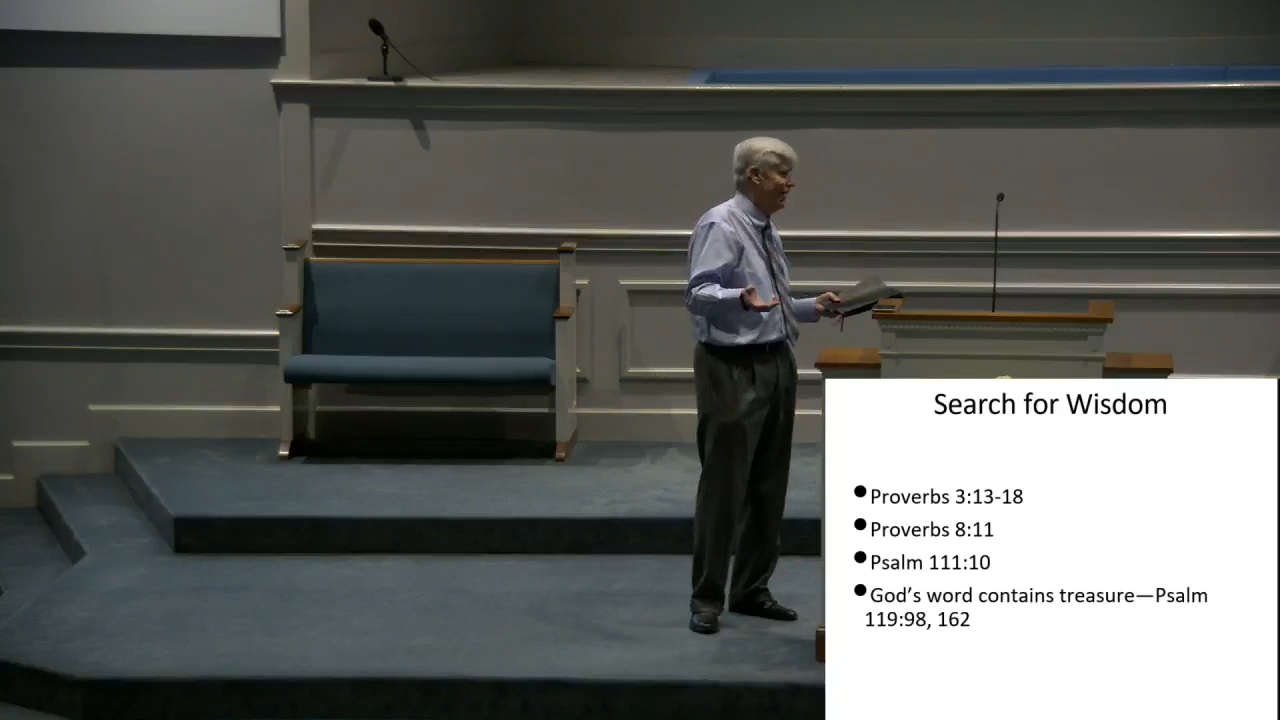 Search for Wisdom
● Proverbs 3:13-18
● Proverbs 8:11
● Psalm 111:10
● God’s word contains treasure—Psalm
119:98, 162